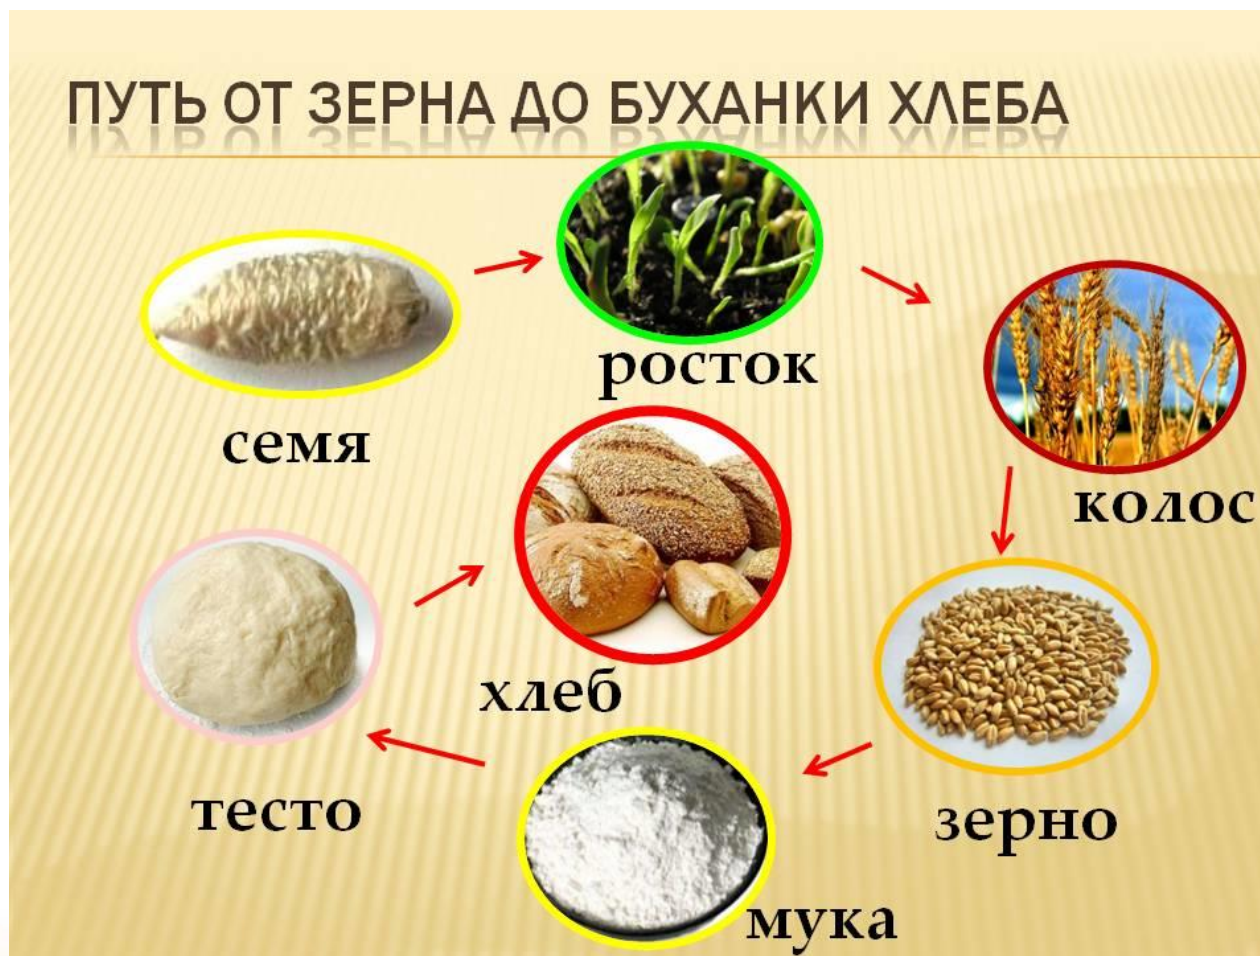 ПУТЬ ОТ ЗЕРНА ДО БУХАНКИ ХЛЕБА
семя
росток
колос
зерно
мука
тесто
хлеб